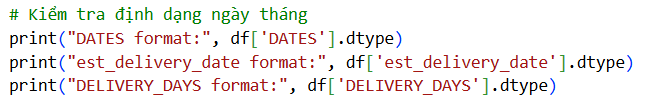 # Kiểm tra định dạng ngày tháng
print("DATES format:", df['DATES'].dtype)
print("est_delivery_date format:", df['est_delivery_date'].dtype)
print("DELIVERY_DAYS format:", df['DELIVERY_DAYS'].dtype)